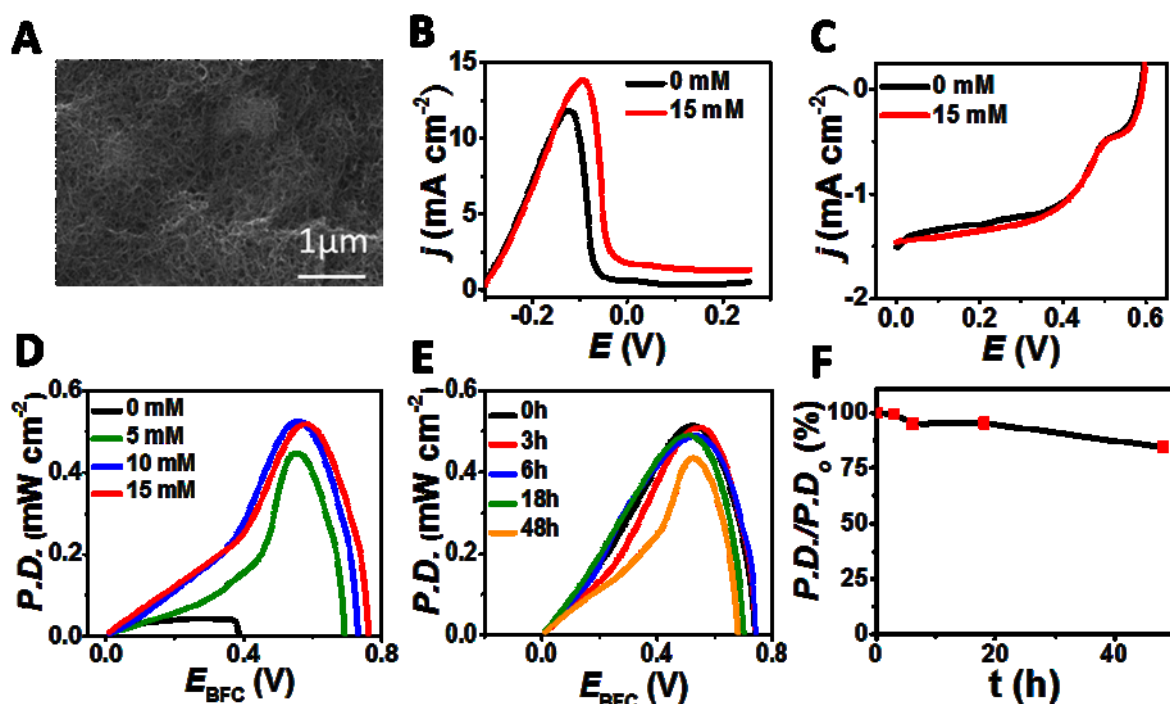 A
1μm
B
j (mA cm-2)
15
10
5
0
0 mM
15 mM
-0.2
0.0
0.2
E (V)
C
j (mA cm-2)
0
-1
-2
0 mM
15 mM
0.0
0.2
0.4
0.6
E (V)
D
P.D. (mW cm-2)
0.6
0.4
0.2
0.0
0 mM
5 mM
10 mM
15 mM
0.0
0.4
0.8
EBFC (V)
E
P.D. (mW cm-2)
0.6
0.4
0.2
0.0
0h
3h
6h
18h
48h
0.0
0.4
0.8
EBFC (V)
F
P.D./P.Do (%)
100
75
50
25
0
0
20
40
t (h)